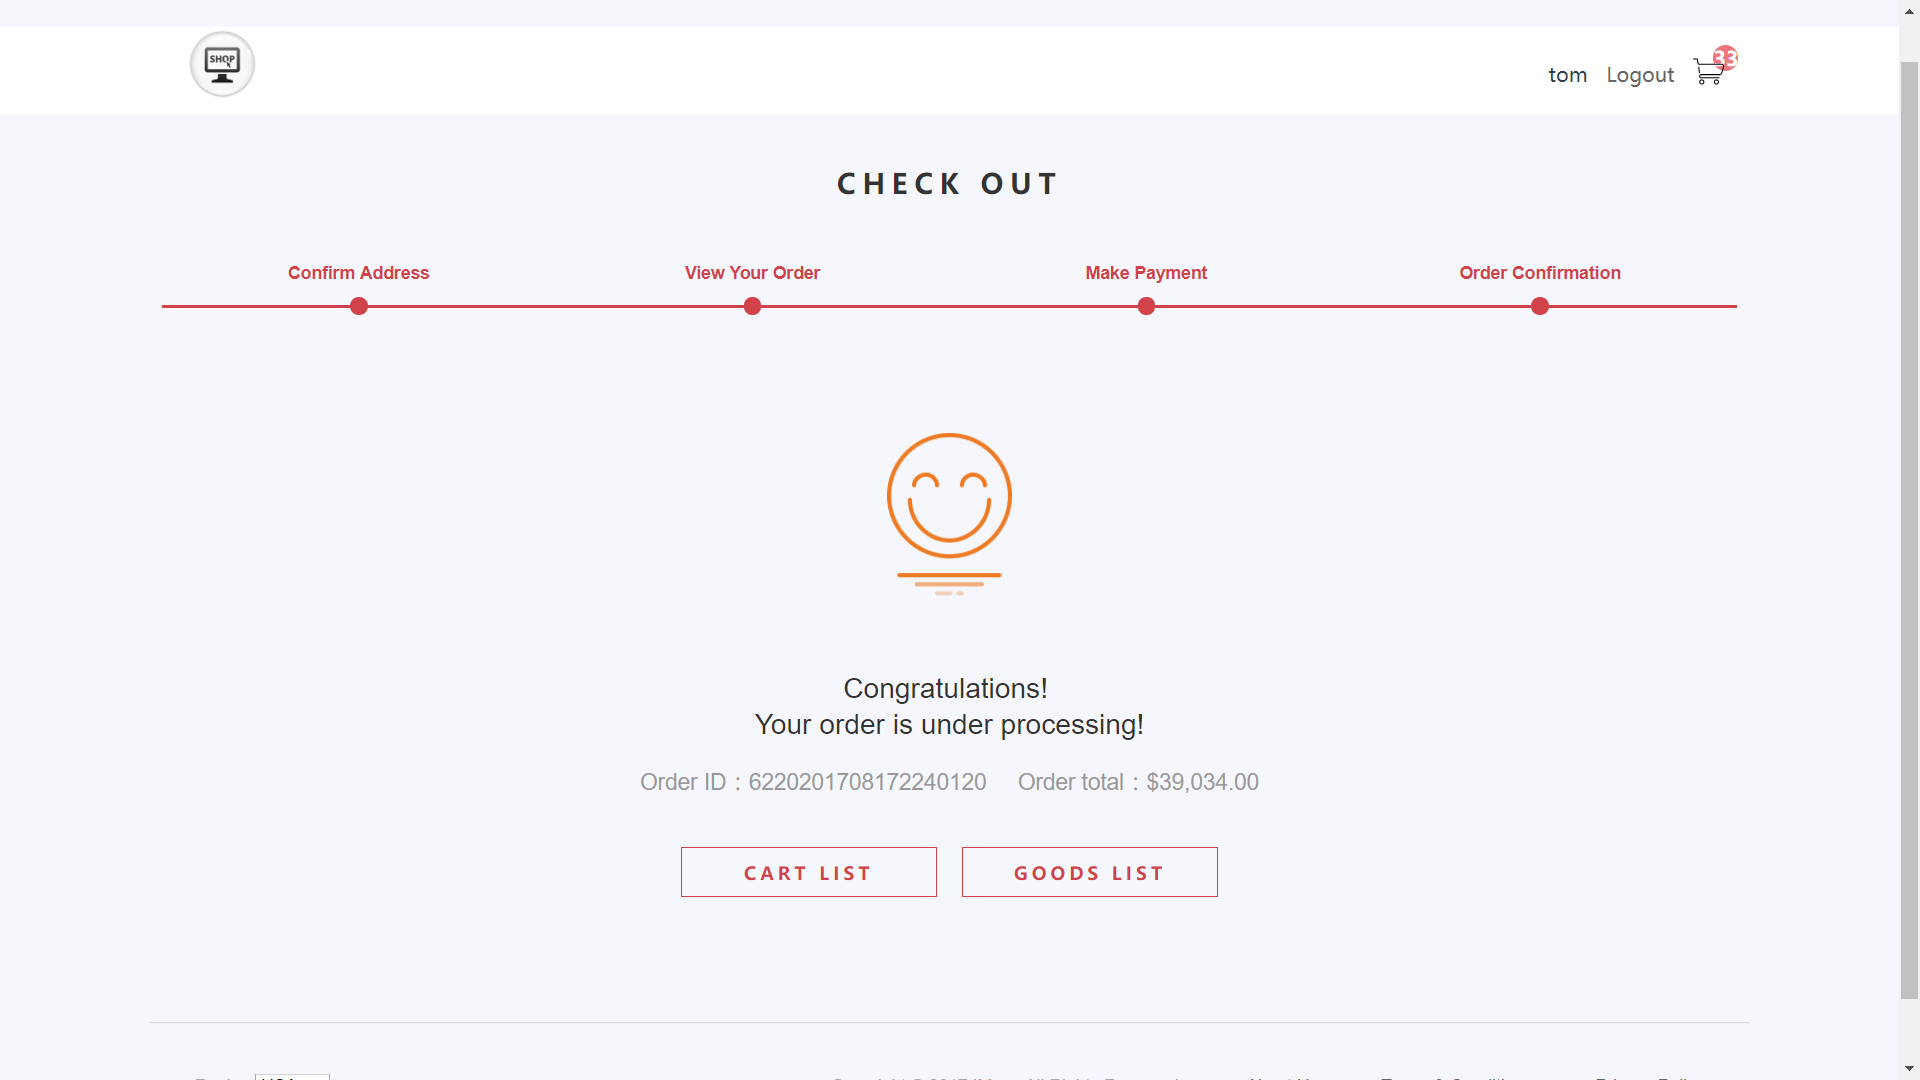 SHOP
tom Logout 33
CHECK OUT
Confirm Address View Your Order Make Payment Order Confirmation
Congratulations!
Your order is under processing!
Order ID：6220201708172240120 Order total：$39,034.00
CART LIST GOODS LIST